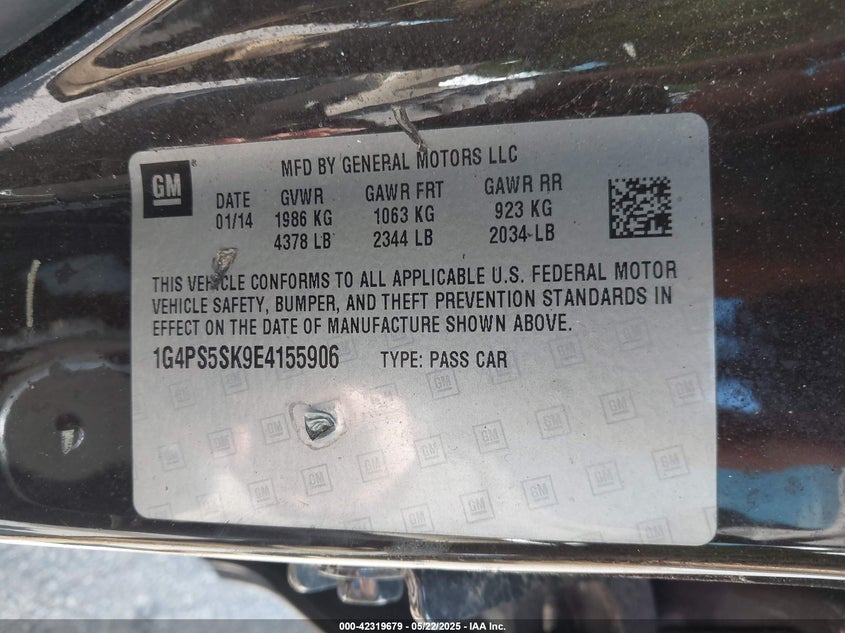 GM
MFD BY GENERAL MOTORS LLC
DATE GVWR GAWR FRT GAWR RR
01/14 1986 KG 1063 KG 923 KG
4378 LB 2344 LB 2034 LB
THIS VEHICLE CONFORMS TO ALL APPLICABLE U.S. FEDERAL MOTOR
VEHICLE SAFETY, BUMPER, AND THEFT PREVENTION STANDARDS IN
EFFECT ON THE DATE OF MANUFACTURE SHOWN ABOVE.
1G4PS5SK9E4155906 TYPE: PASS CAR
000-42319679 - 05/22/2025 - IAA Inc.